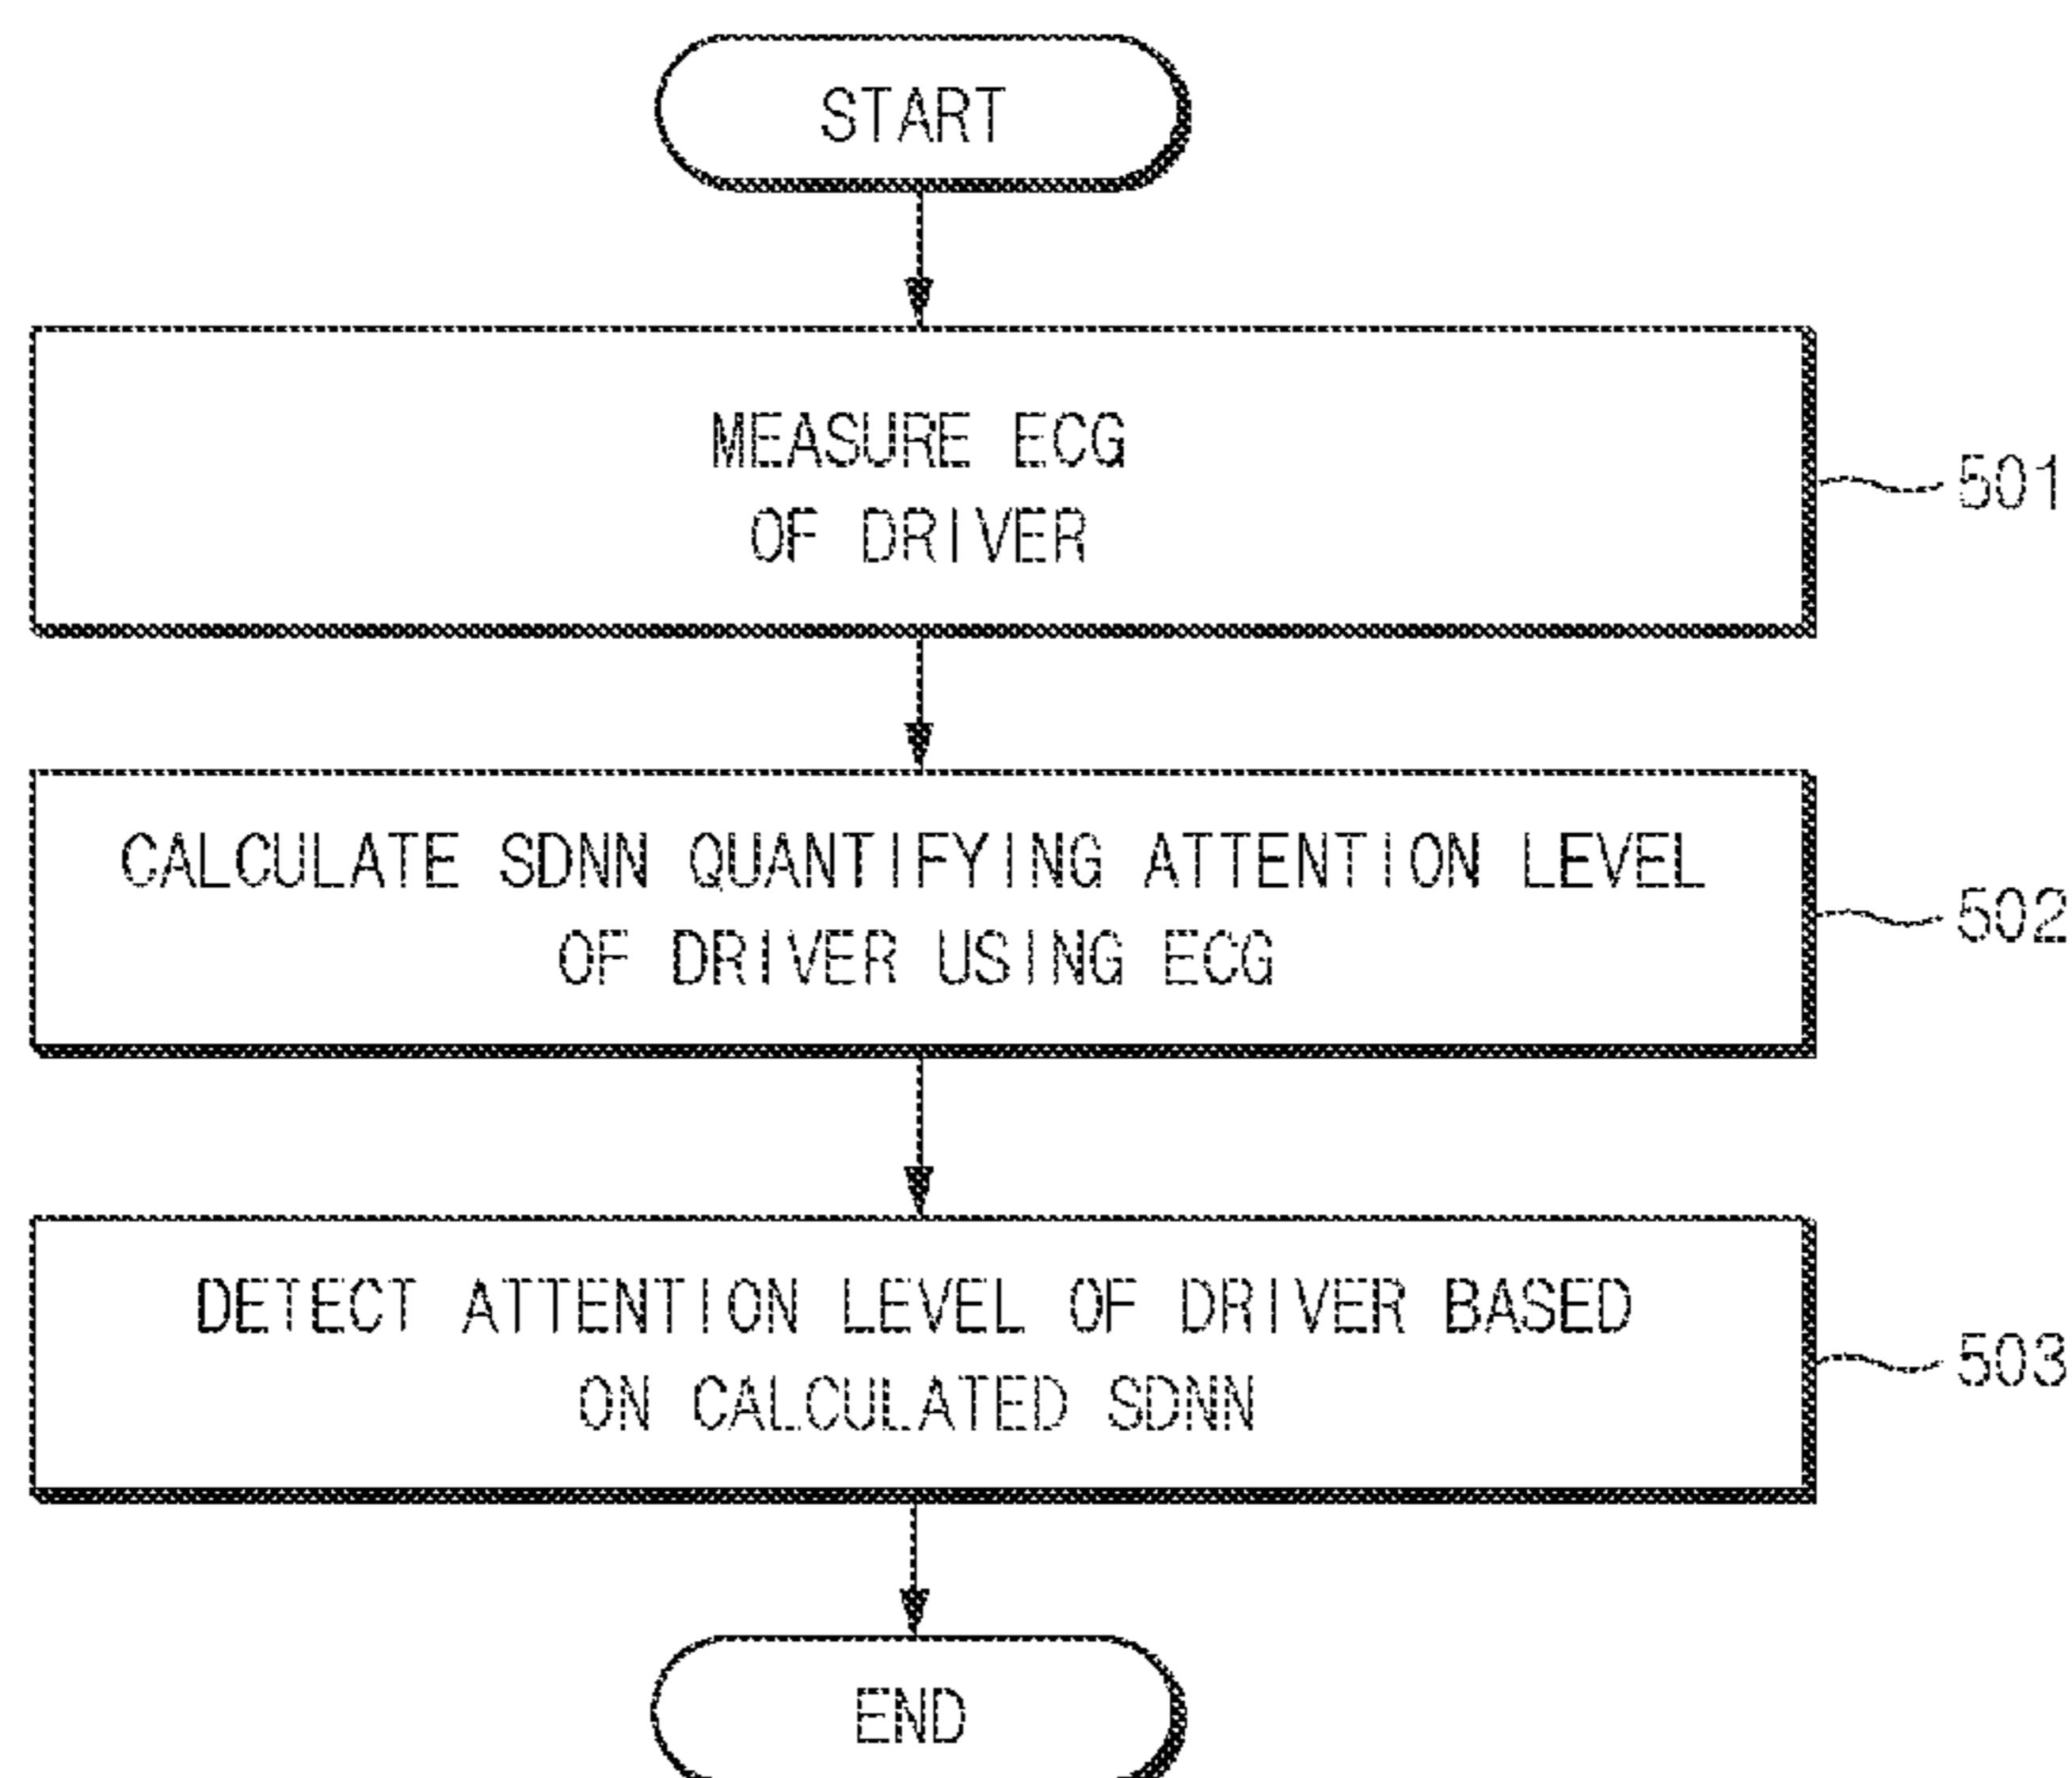 START
MEASURE ECG
OF DRIVER
501
CALCULATE SDNN QUANTIFYING ATTENTION LEVEL
OF DRIVER USING ECG
502
DETECT ATTENTION LEVEL OF DRIVER BASED
ON CALCULATED SDNN
503
END